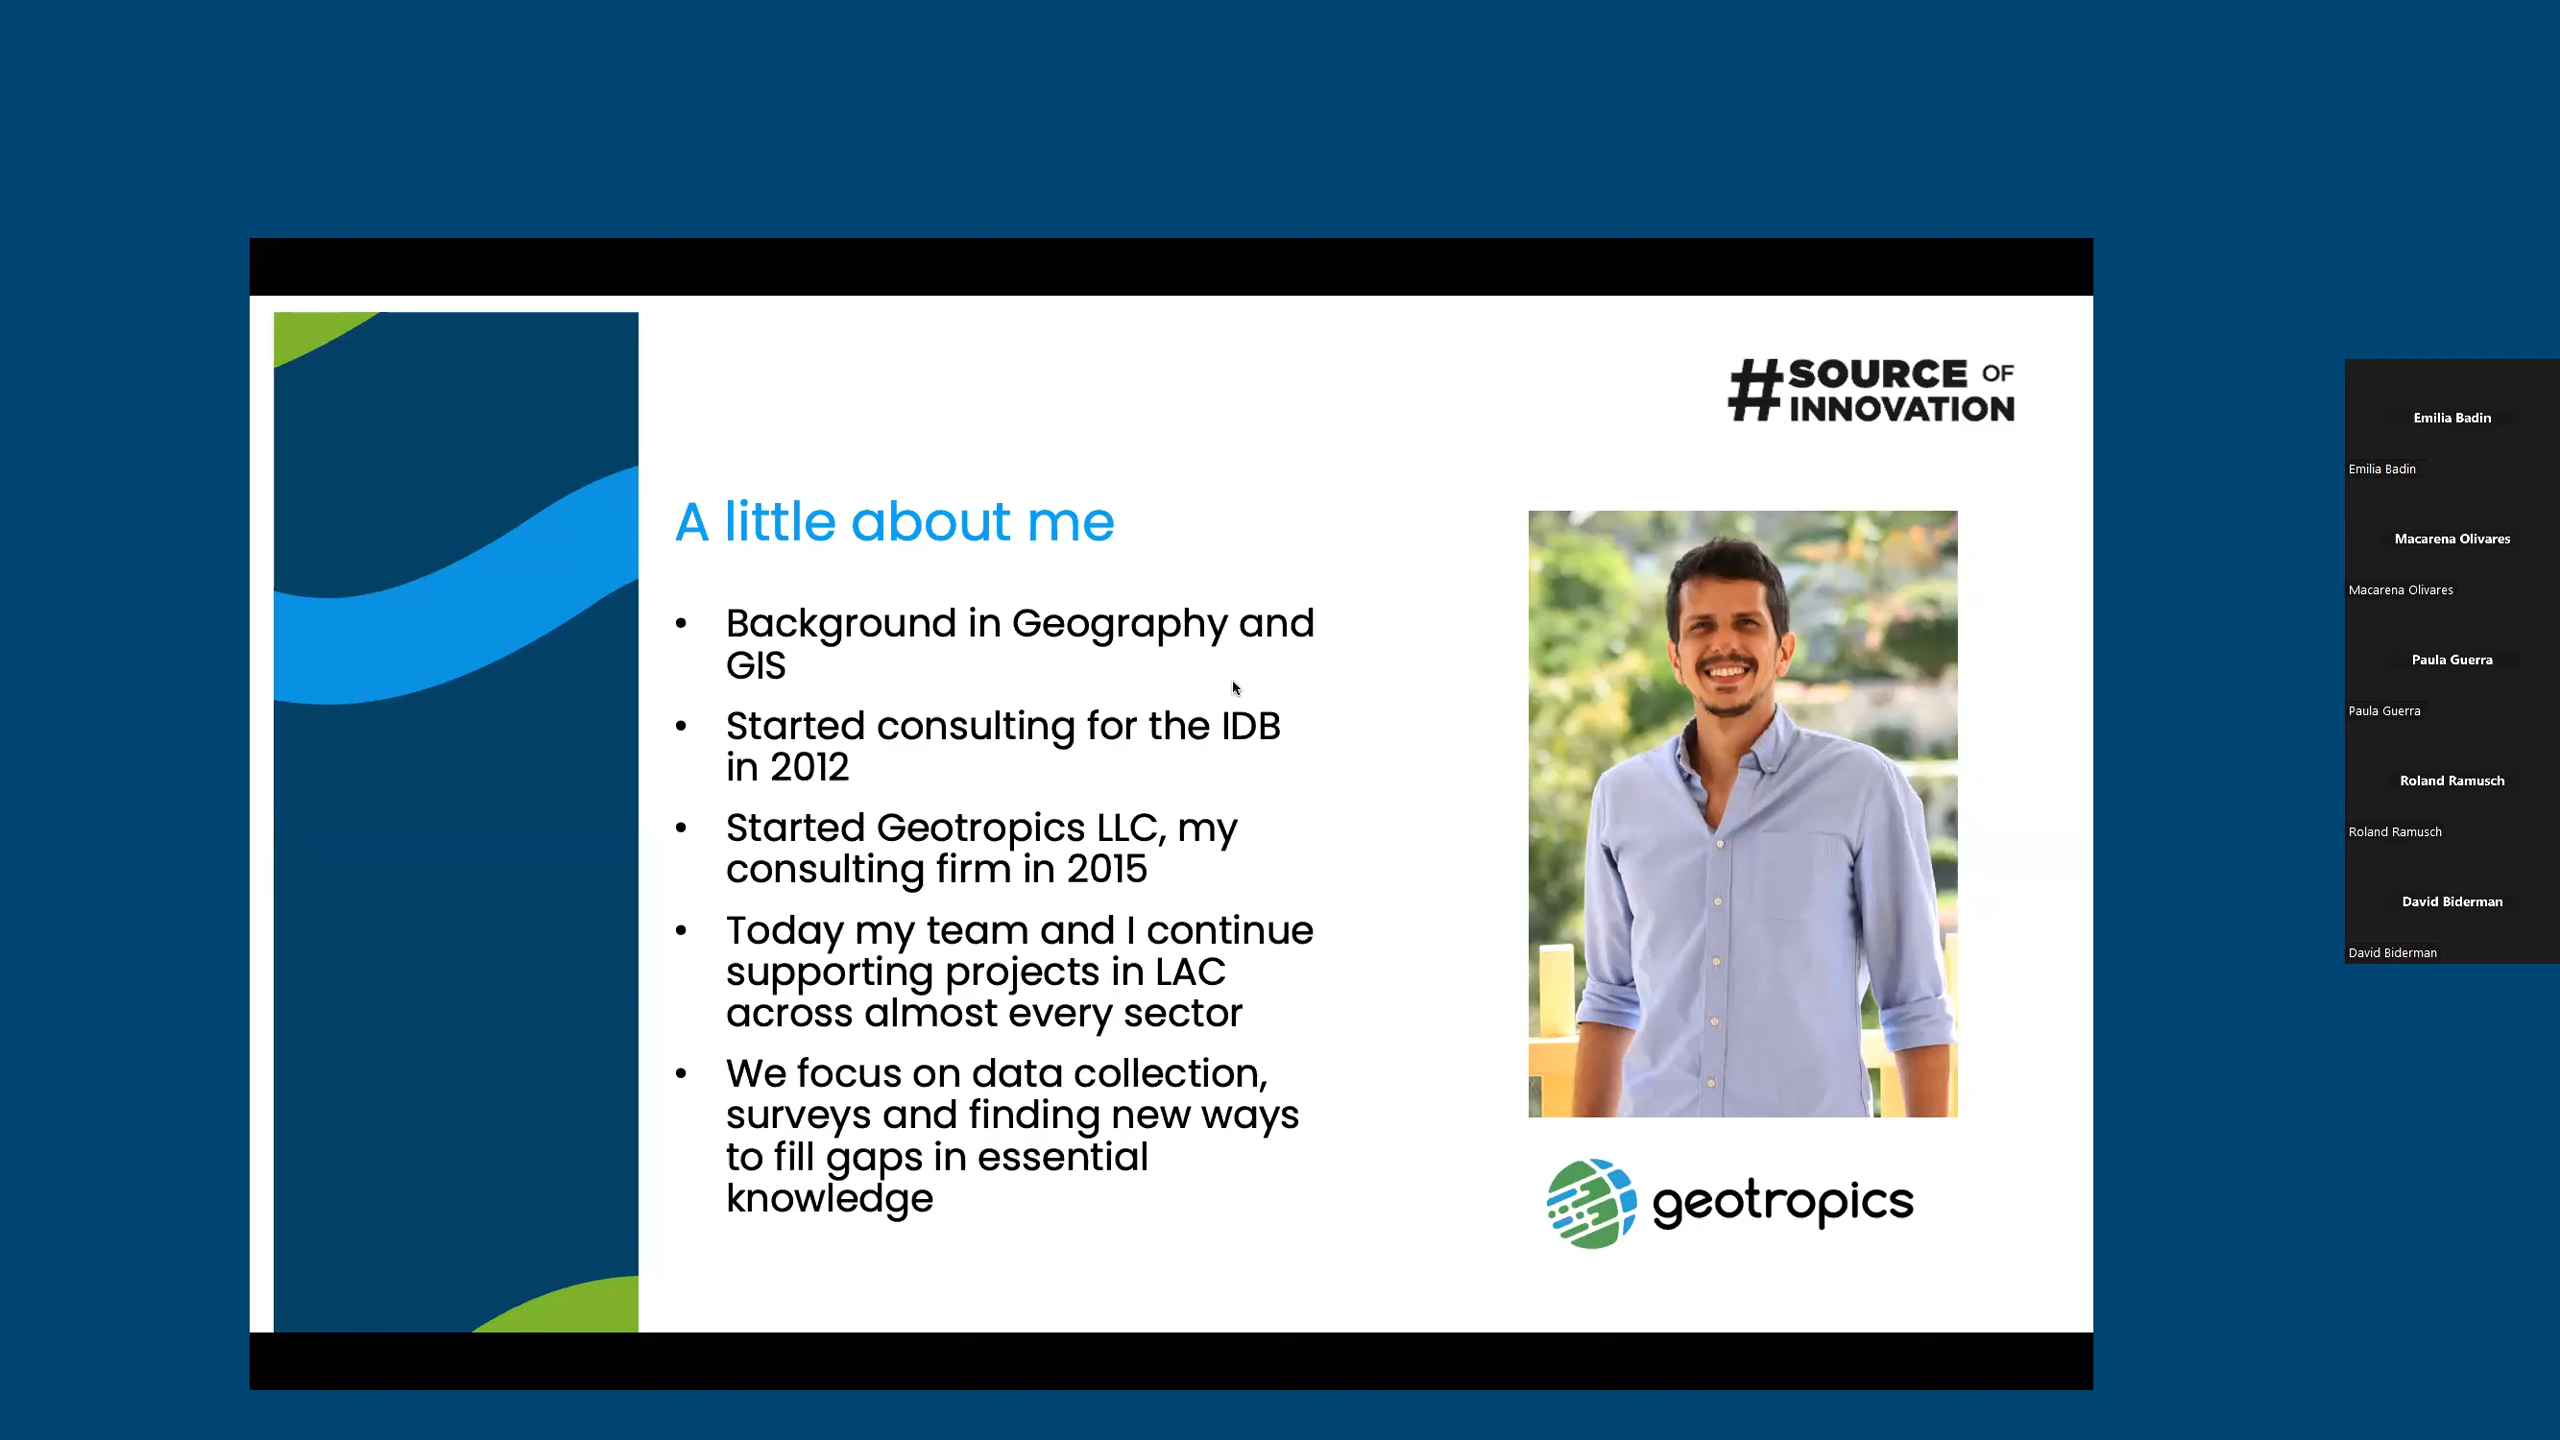 #SOURCE OF
INNOVATION
A little about me
• Background in Geography and
GIS
• Started consulting for the IDB
in 2012
• Started Geotropics LLC, my
consulting firm in 2015
• Today my team and I continue
supporting projects in LAC
across almost every sector
• We focus on data collection,
surveys and finding new ways
to fill gaps in essential
knowledge
geotropics
Emilia Badin
Emilia Badin
Macarena Olivares
Macarena Olivares
Paula Guerra
Paula Guerra
Roland Ramusch
Roland Ramusch
David Biderman
David Biderman